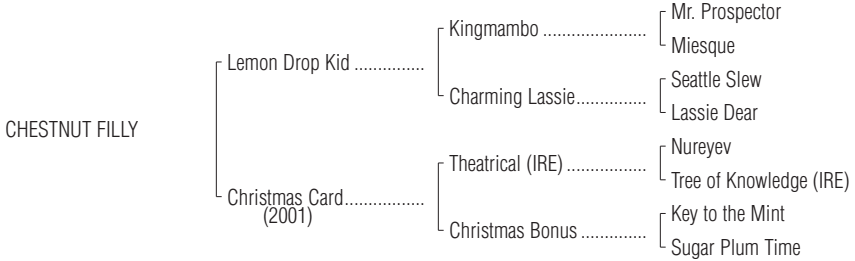 Mr. Prospector
Kingmambo ......................
Miesque
Lemon Drop Kid ...............
Seattle Slew
Charming Lassie...............
Lassie Dear
CHESTNUT FILLY
Nureyev
Theatrical (IRE) .................
Tree of Knowledge (IRE)
Christmas Card.................
(2001)
Key to the Mint
Christmas Bonus ..............
Sugar Plum Time